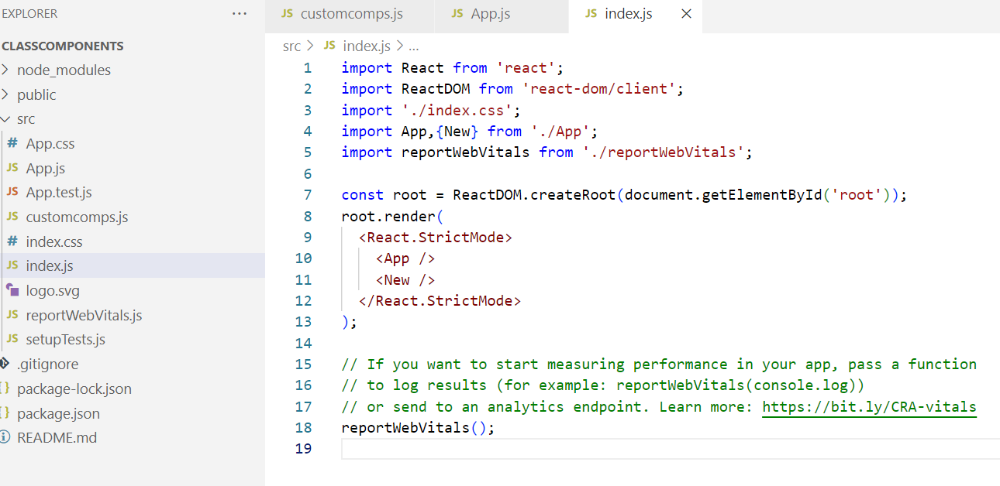 EXPLORER ...
CLASSCOMPONENTS
node_modules
public
src
# App.css
JS App.js
JS App.test.js
JS customcomps.js
# index.css
JS index.js
logo.svg
JS reportWebVitals.js
JS setupTests.js
.gitignore
{} package-lock.json
{} package.json
README.md
JS customcomps.js JS App.js JS index.js
src > JS index.js > ...
1 import React from 'react';
2 import ReactDOM from 'react-dom/client';
3 import './index.css';
4 import App,{New} from './App';
5 import reportWebVitals from './reportWebVitals';
6
7 const root = ReactDOM.createRoot(document.getElementById('root'));
8 root.render(
9 <React.StrictMode>
10 <App />
11 <New />
12 </React.StrictMode>
13 );
14
15 // If you want to start measuring performance in your app, pass a function
16 // to log results (for example: reportWebVitals(console.log))
17 // or send to an analytics endpoint. Learn more: https://bit.ly/CRA-vitals
18 reportWebVitals();
19